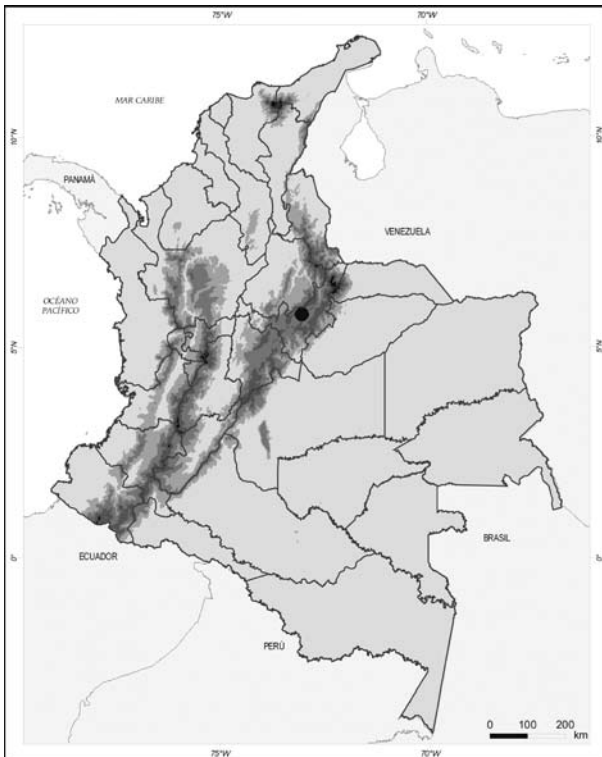 75°W 70°W
MAR CARIBE
10°N 10°N
PANAMÁ
VENEZUELA
OCÉANO
PACÍFICO
5°N 5°N
0° 0°
ECUADOR
BRASIL
PERÚ
0 100 200
km
75°W 70°W